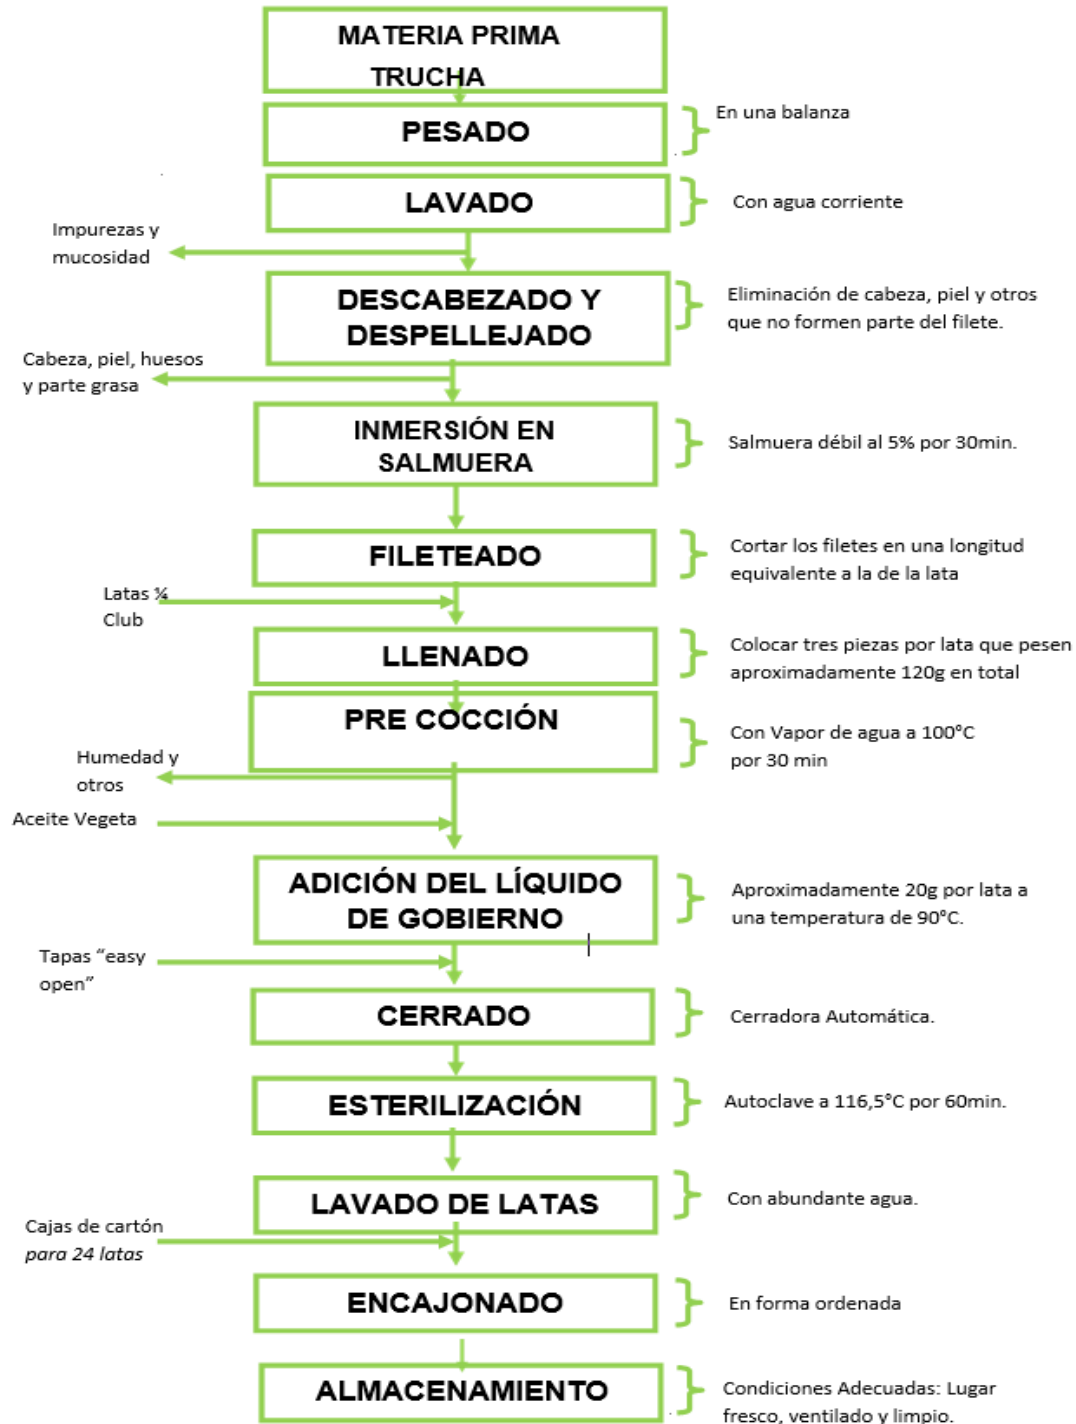 MATERIA PRIMA
TRUCHA
PESADO
En una balanza
LAVADO
Con agua corriente
Impurezas y
mucosidad
DESCABEZADO Y
DESPELLEJADO
Eliminación de cabeza, piel y otros
que no formen parte del filete.
Cabeza, piel, huesos
y parte grasa
INMERSIÓN EN
SALMUERA
Salmuera débil al 5% por 30min.
FILETEADO
Cortar los filetes en una longitud
equivalente a la de la lata
Latas ¼
Club
LLENADO
Colocar tres piezas por lata que pesen
aproximadamente 120g en total
PRE COCCIÓN
Con Vapor de agua a 100°C
por 30 min
Humedad y
otros
Aceite Vegeta
ADICIÓN DEL LÍQUIDO
DE GOBIERNO
Aproximadamente 20g por lata a
una temperatura de 90°C.
Tapas “easy
open”
CERRADO
Cerradora Automática.
ESTERILIZACIÓN
Autoclave a 116,5°C por 60min.
LAVADO DE LATAS
Con abundante agua.
Cajas de cartón
para 24 latas
ENCAJONADO
En forma ordenada
ALMACENAMIENTO
Condiciones Adecuadas: Lugar
fresco, ventilado y limpio.